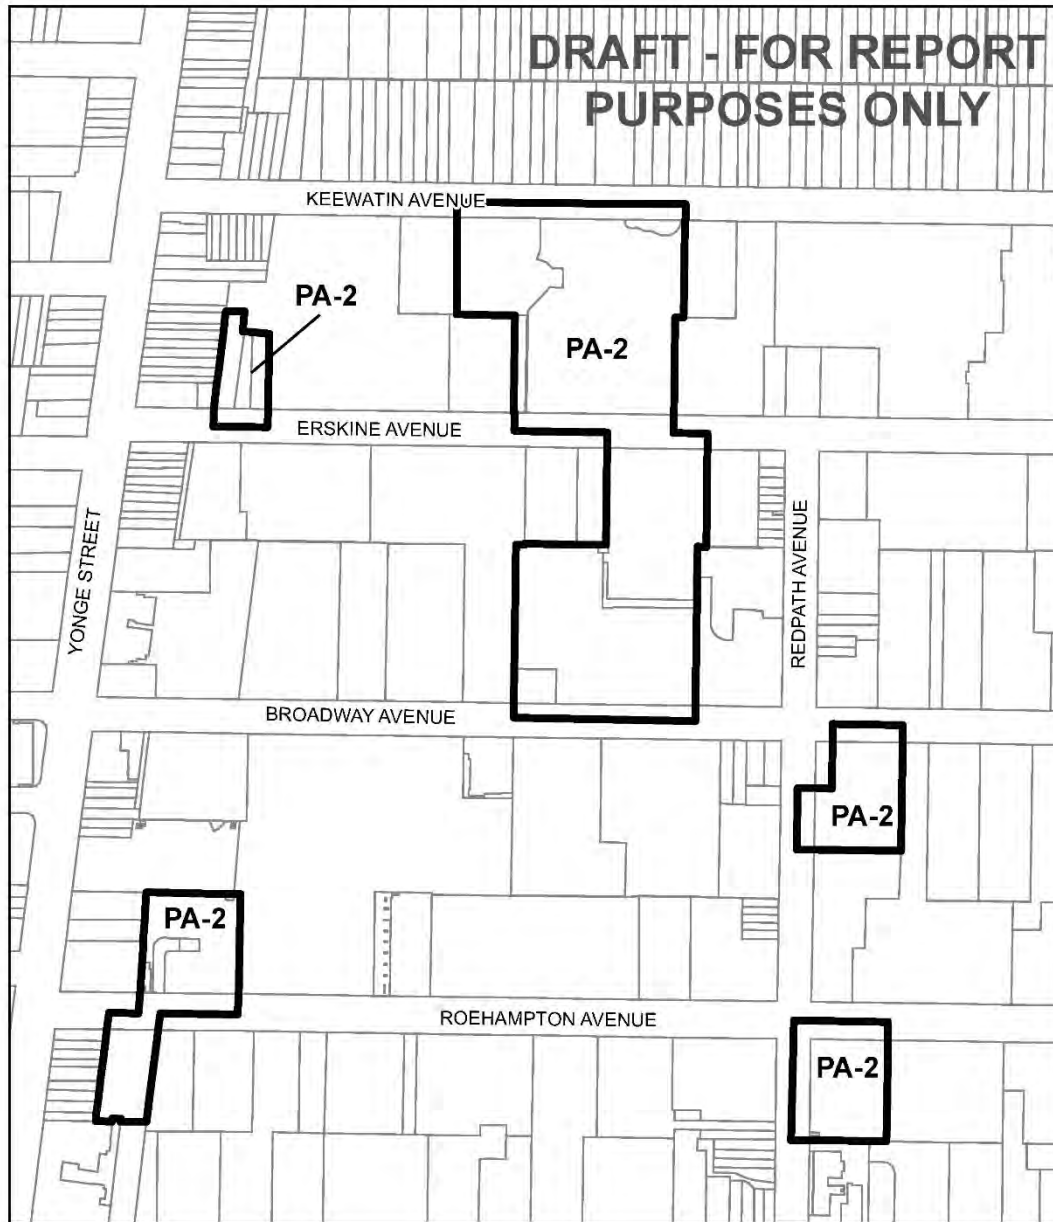 DRAFT - FOR REPORT
PURPOSES ONLY
KEEWATIN AVENUE
PA-2
PA-2
ERSKINE AVENUE
YONGE STREET
REDPATH AVENUE
BROADWAY AVENUE
PA-2
PA-2
ROEHAMPTON AVENUE
PA-2